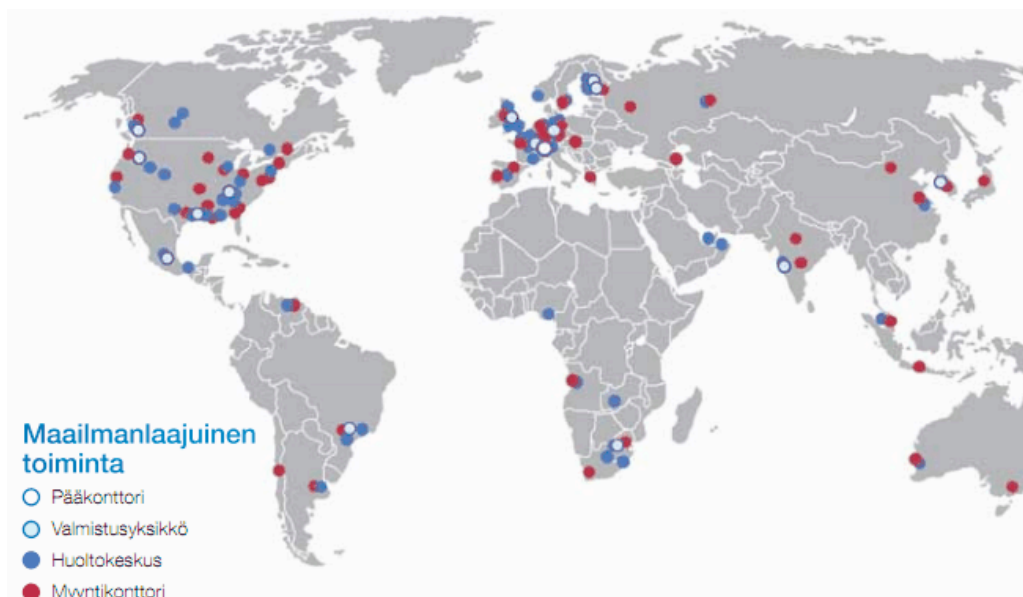 Maailmanlaajuinen
toiminta
Pääkonttori
Valmistusyksikkö
Huoltokeskus
Myyntikonttori